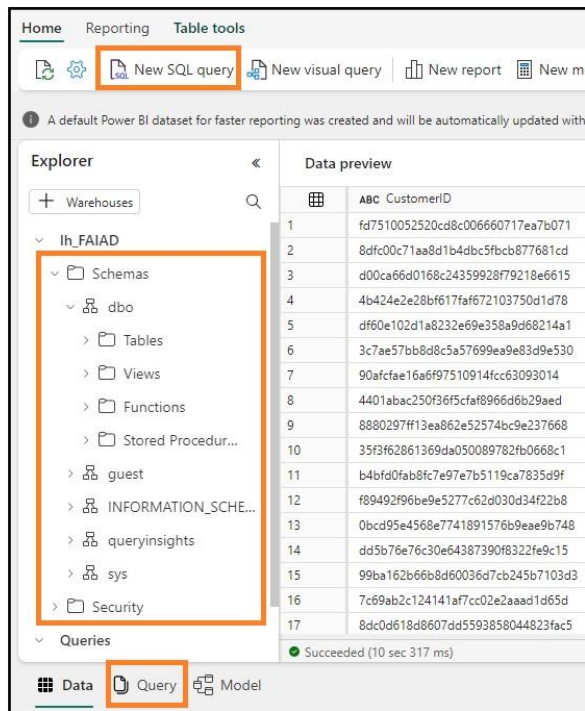 Home Reporting Table tools
New SQL query New visual query New report New m
A default Power BI dataset for faster reporting was created and will be automatically updated with
Explorer « Data preview
+ Warehouses ABC CustomerID
1 fd7510052520cd8c006660717ea7b071
lh_FAIAD 2 8dfc00c71aa8d1b4dbc5fbcb877681cd
Schemas 3 d00ca66d0168c24359928f79218e6615
dbo 4 4b424e2e28bf617faf672103750d1d78
5 df60e102d1a8232e69e358a9d68214a1
Tables 6 3c7ae57bb8d8c5a57699ea9e83d9e530
Views 7 90afcfae16a6f97510914fcc63093014
8 4401abac250f36f5cfaf8966d6b29aed
Functions 9 8880297ff13ea862e52574bc9e237668
Stored Procedur... 10 35f3f62861369da050089782fb0668c1
guest 11 b4bfd0fab8fc7e97e7b5119ca7835d9f
INFORMATION_SCHE... 12 f89492f96be9e5277c62d030d34f22b8
13 0bcd95e4568e7741891576b9eae9b748
queryinsights 14 dd5b76e76c30e64387390f8322fe9c15
sys 15 99ba162b66b8d60036d7cb245b7103d3
Security 16 7c69ab2c124141af7cc02e2aaad1d65d
17 8dc0d618d8607dd5593858044823fac5
Queries Succeeded (10 sec 317 ms)
Data Query Model